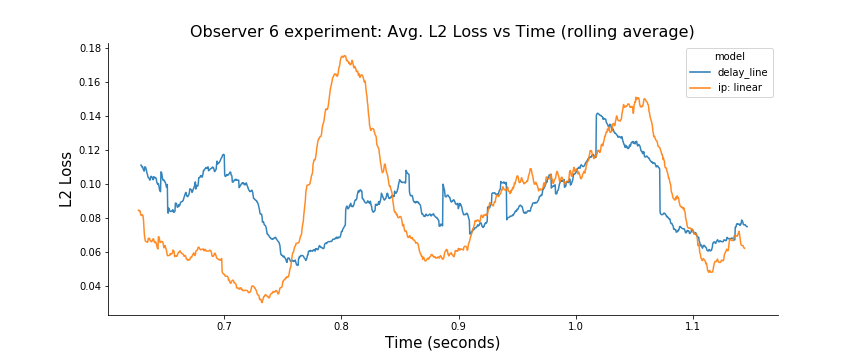 Observer 6 experiment: Avg. L2 Loss vs Time (rolling average)
model
delay_line
ip: linear
L2 Loss
0.18
0.16
0.14
0.12
0.10
0.08
0.06
0.04
0.7 0.8 0.9 1.0 1.1
Time (seconds)